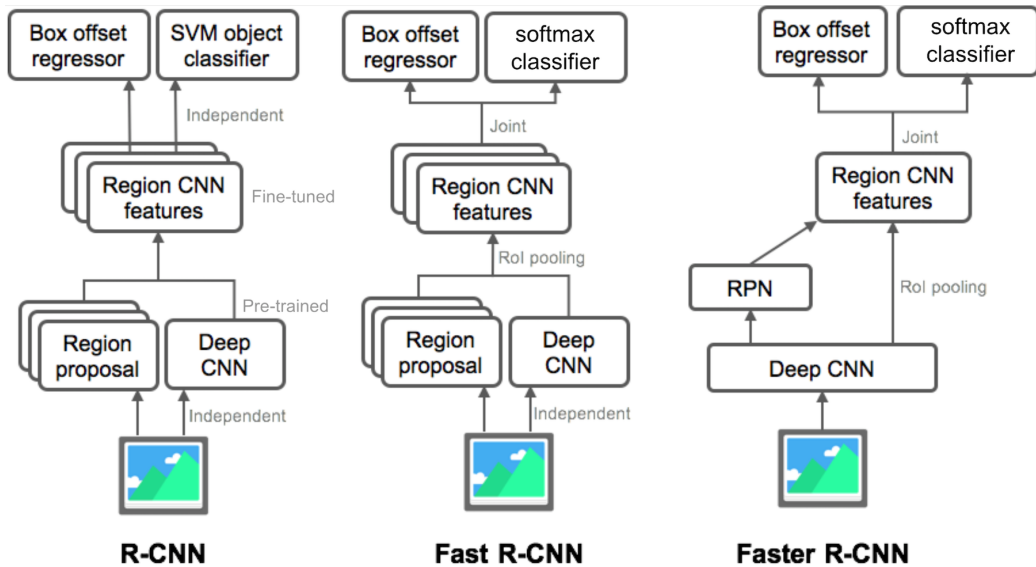 Box offset
regressor
SVM object
classifier
Independent
Region CNN
features
Fine-tuned
Pre-trained
Region
proposal
Deep
CNN
Independent
R-CNN
Box offset
regressor
softmax
classifier
Joint
Region CNN
features
RoI pooling
Region
proposal
Deep
CNN
Independent
Fast R-CNN
Box offset
regressor
softmax
classifier
Joint
Region CNN
features
RPN
RoI pooling
Deep CNN
Faster R-CNN